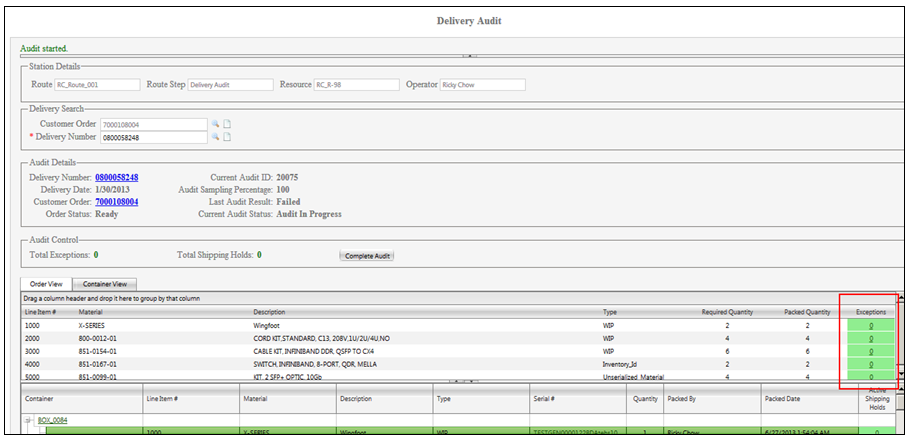 Delivery Audit
Audit started.
Station Details
Route RC_Route_001 Route Step Delivery Audit Resource RC_R-98 Operator Ricky Chow
Delivery Search
Customer Order 7000108004
* Delivery Number 0800058248
Audit Details
Delivery Number: 0800058248 Current Audit ID: 20075
Delivery Date: 1/30/2013 Audit Sampling Percentage: 100
Customer Order: 7000108004 Last Audit Result: Failed
Order Status: Ready Current Audit Status: Audit In Progress
Audit Control
Total Exceptions: 0 Total Shipping Holds: 0 Complete Audit
Order View Container View
Drag a column header and drop it here to group by that column
Line Item # Material Description Type Required Quantity Packed Quantity Exceptions
1000 X-SERIES Wingfoot WIP 2 2 0
2000 800-0012-01 CORD KIT,STANDARD, C13, 208V,1U/2U/4U,NO WIP 4 4 0
3000 851-0154-01 CABLE KIT, INFINIBAND DDR, QSFP TO CX4 WIP 6 6 0
4000 851-0167-01 SWITCH, INFINIBAND, 8-PORT, QDR, MELLA Inventory_Id 2 2 0
5000 851-0099-01 KIT, 2 SFP+ OPTIC, 10Gb Unserialized Material 4 4 0
Container Line Item # Material Description Type Serial # Quantity Packed By Packed Date Active Shipping Holds
BOX_0084
1000 X-SERIES Wingfoot WIP 1 Ricky Chow 6/27/2013 1:54:04 AM 0